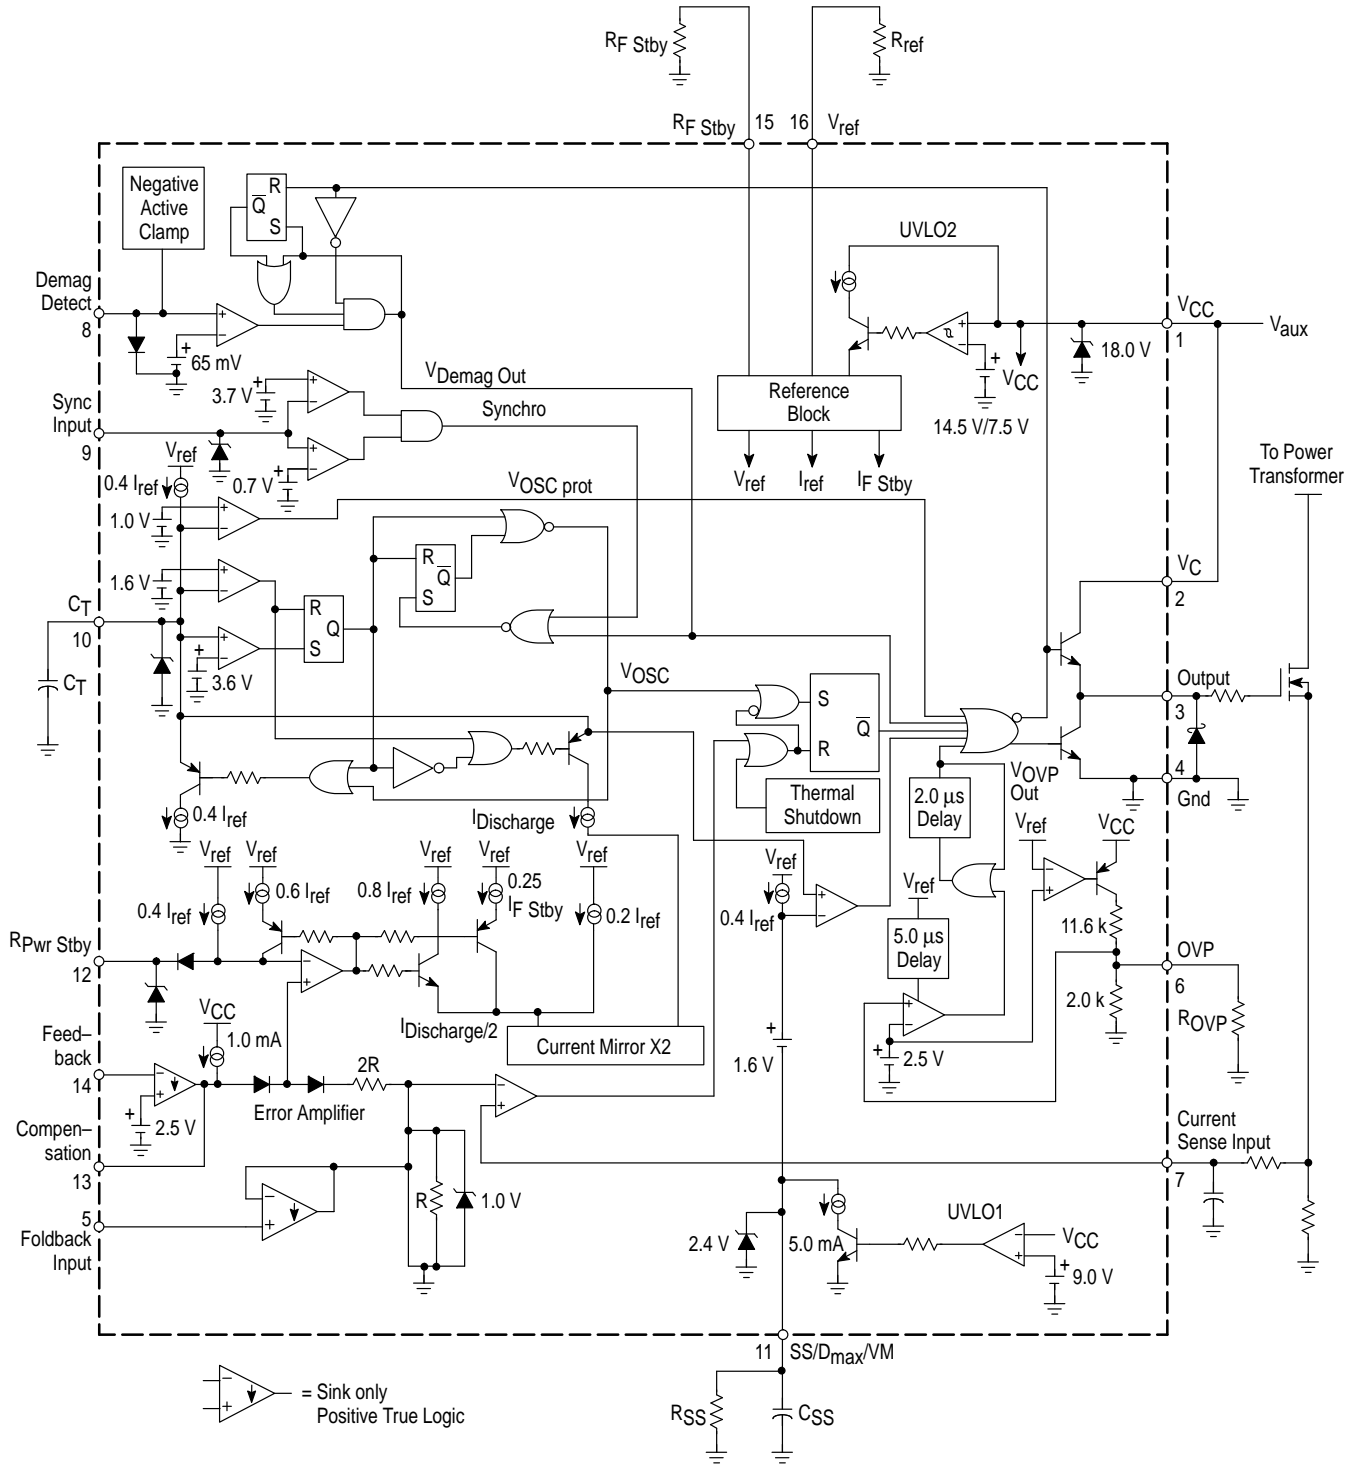 RF Stby
Rref
RF Stby 15 16 Vref
Negative
Active
Clamp
R
Q
S
UVLO2
Demag
Detect
8
+
−
+
65 mV
VCC
1
Vaux
+
−
+
VCC
18.0 V
14.5 V/7.5 V
VDemag Out
Reference
Block
Sync
Input
9
3.7 V
+
+
−
Synchro
+
−
+
0.7 V
Vref
0.4 Iref
Vref
Iref
IF Stby
To Power
Transformer
VOSC prot
1.0 V
+
−
1.6 V
+
−
R
Q
S
R
Q
S
CT
10
CT
+
−
+
3.6 V
VC
2
VOSC
S
Q
R
Output
3
4
Gnd
Thermal
Shutdown
VOVP
Out
2.0 µs
Delay
0.4 Iref
IDischarge
Vref
VCC
Vref
Vref
Vref
Vref
Vref
Vref
Vref
0.4 Iref
0.6 Iref
0.8 Iref
0.25
IF Stby
0.2 Iref
0.4 Iref
+
−
−
+
11.6 k
RPwr Stby
12
−
+
5.0 µs
Delay
OVP
6
2.0 k
ROVP
VCC
1.0 mA
IDischarge/2
Current Mirror X2
+
1.6 V
+
−
+
2.5 V
Feed–
back
14
−
+
+
2.5 V
2R
Error Amplifier
−
+
Compen–
sation
13
Current
Sense Input
7
5
Foldback
Input
−
+
R
1.0 V
2.4 V
5.0 mA
UVLO1
−
+
VCC
+
9.0 V
11 SS/Dmax/VM
RSS
CSS
−
+
= Sink only
Positive True Logic